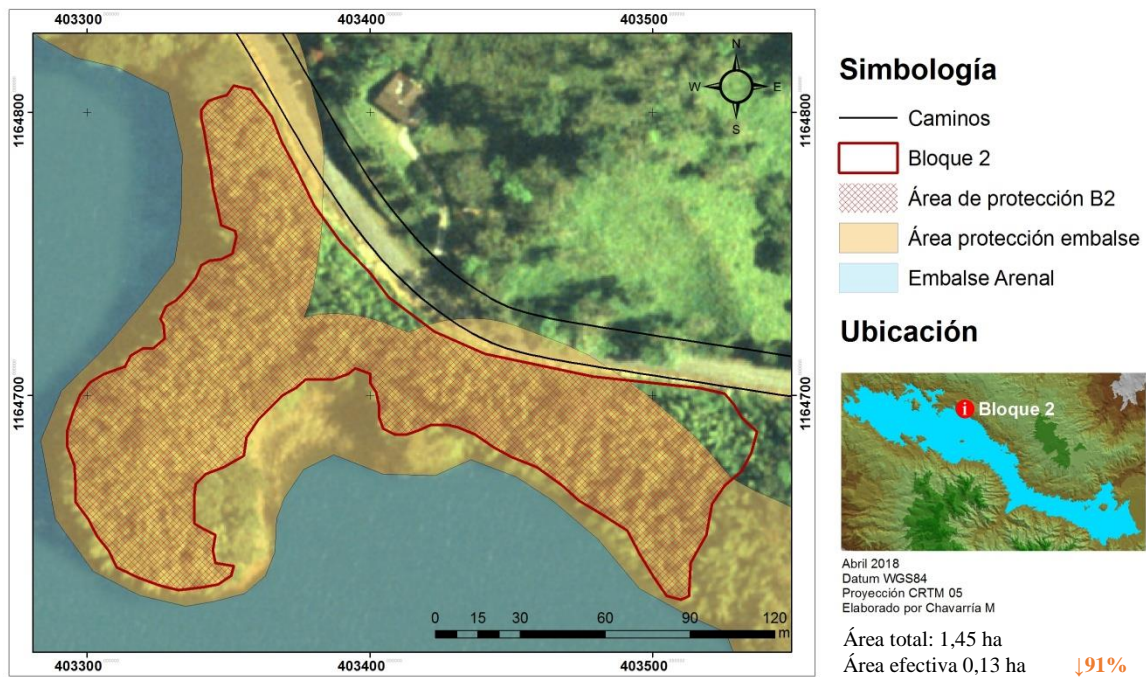 403300
403400
403500
N
W
E
S
1164800
1164800
1164700
1164700
0
15
30
60
90
120
m
403300
403400
403500
Simbología
Caminos
Bloque 2
Área de protección B2
Área protección embalse
Embalse Arenal
Ubicación
i Bloque 2
Abril 2018
Datum WGS84
Proyección CRTM 05
Elaborado por Chavarría M
Área total: 1,45 ha
Área efectiva 0,13 ha ↓91%